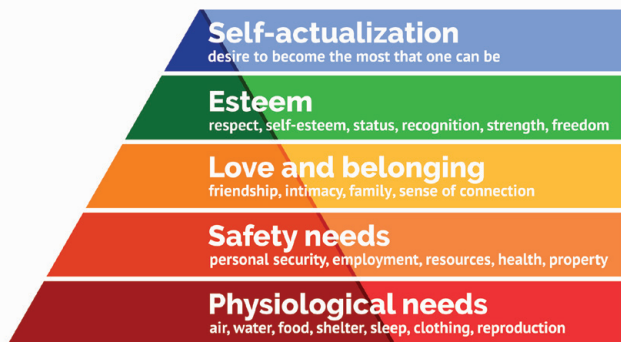 Self-actualization
desire to become the most that one can be
Esteem
respect, self-esteem, status, recognition, strength, freedom
Love and belonging
friendship, intimacy, family, sense of connection
Safety needs
personal security, employment, resources, health, property
Physiological needs
air, water, food, shelter, sleep, clothing, reproduction